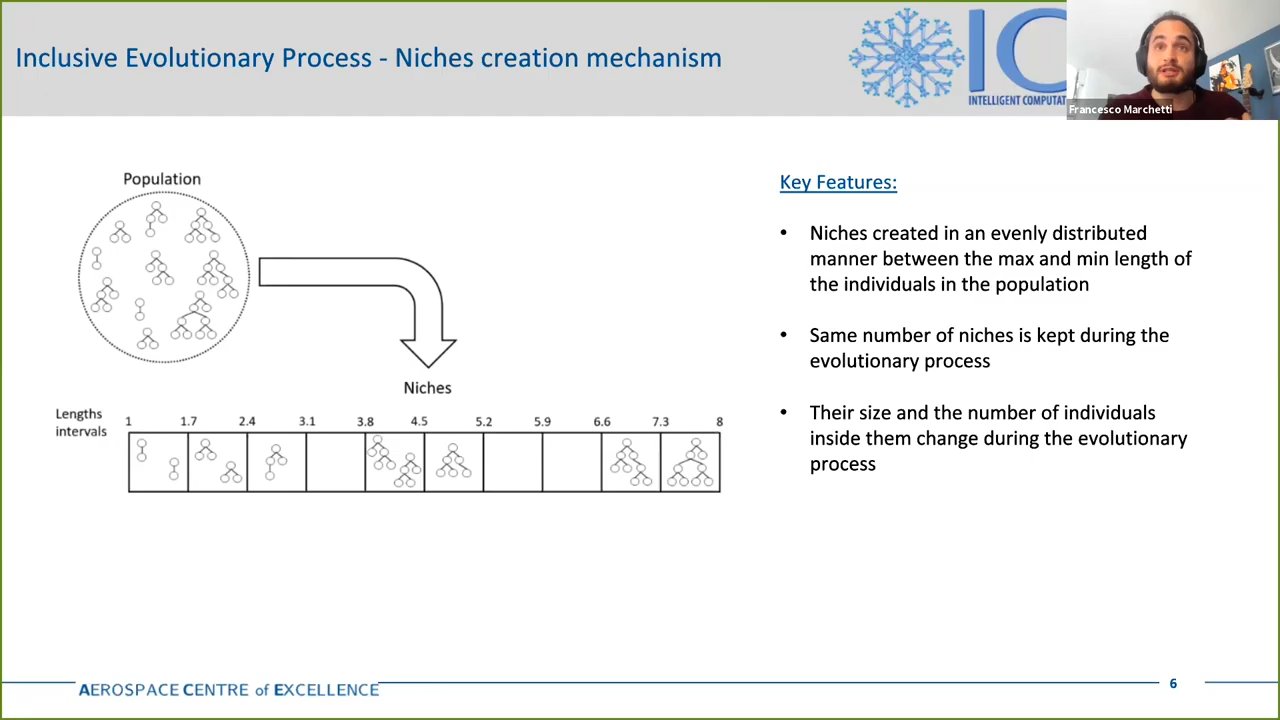 Inclusive Evolutionary Process - Niches creation mechanism
IC
INTELLIGENT COMPUTAT
Francesco Marchetti
Population
Key Features:
• Niches created in an evenly distributed
manner between the max and min length of
the individuals in the population
• Same number of niches is kept during the
evolutionary process
• Their size and the number of individuals
inside them change during the evolutionary
process
Niches
Lengths
intervals
1 1.7 2.4 3.1 3.8 4.5 5.2 5.9 6.6 7.3 8
AEROSPACE CENTRE of EXCELLENCE
6